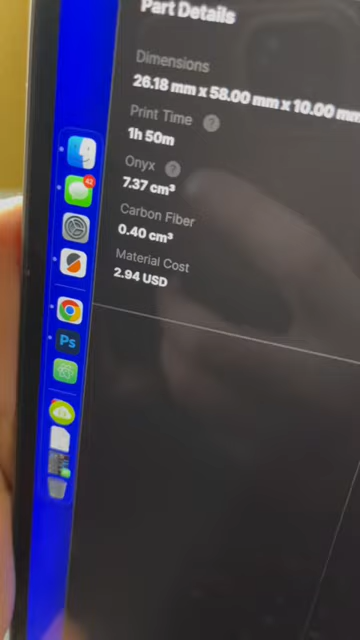 Part Details
Dimensions
26.18 mm x 58.00 mm x 10.00 mm
Print Time ?
1h 50m
Onyx ?
7.37 cm³
Carbon Fiber
0.40 cm³
Material Cost
2.94 USD
Ps